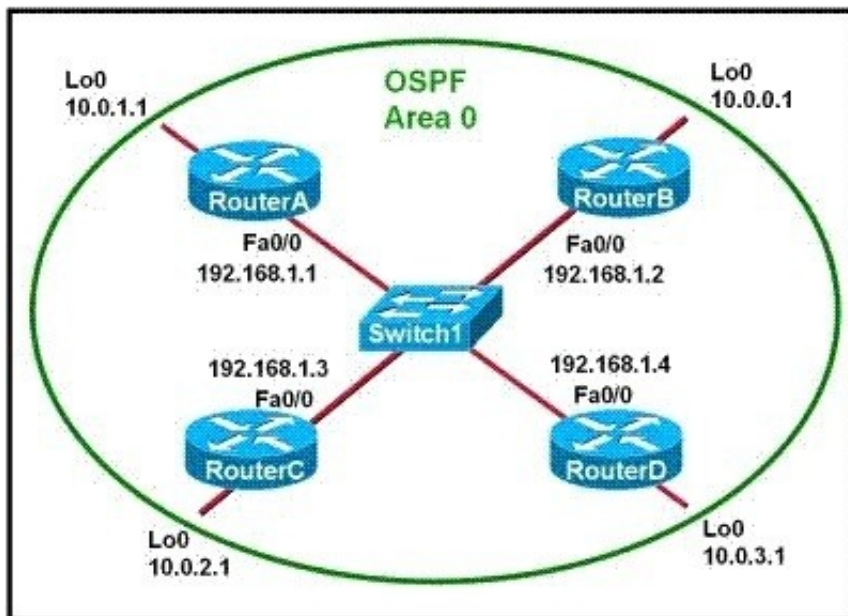 Lo0
10.0.1.1
OSPF
Area 0
Lo0
10.0.0.1
RouterA
RouterB
Fa0/0
192.168.1.1
Fa0/0
192.168.1.2
Switch1
192.168.1.3
Fa0/0
192.168.1.4
Fa0/0
RouterC
RouterD
Lo0
10.0.2.1
Lo0
10.0.3.1